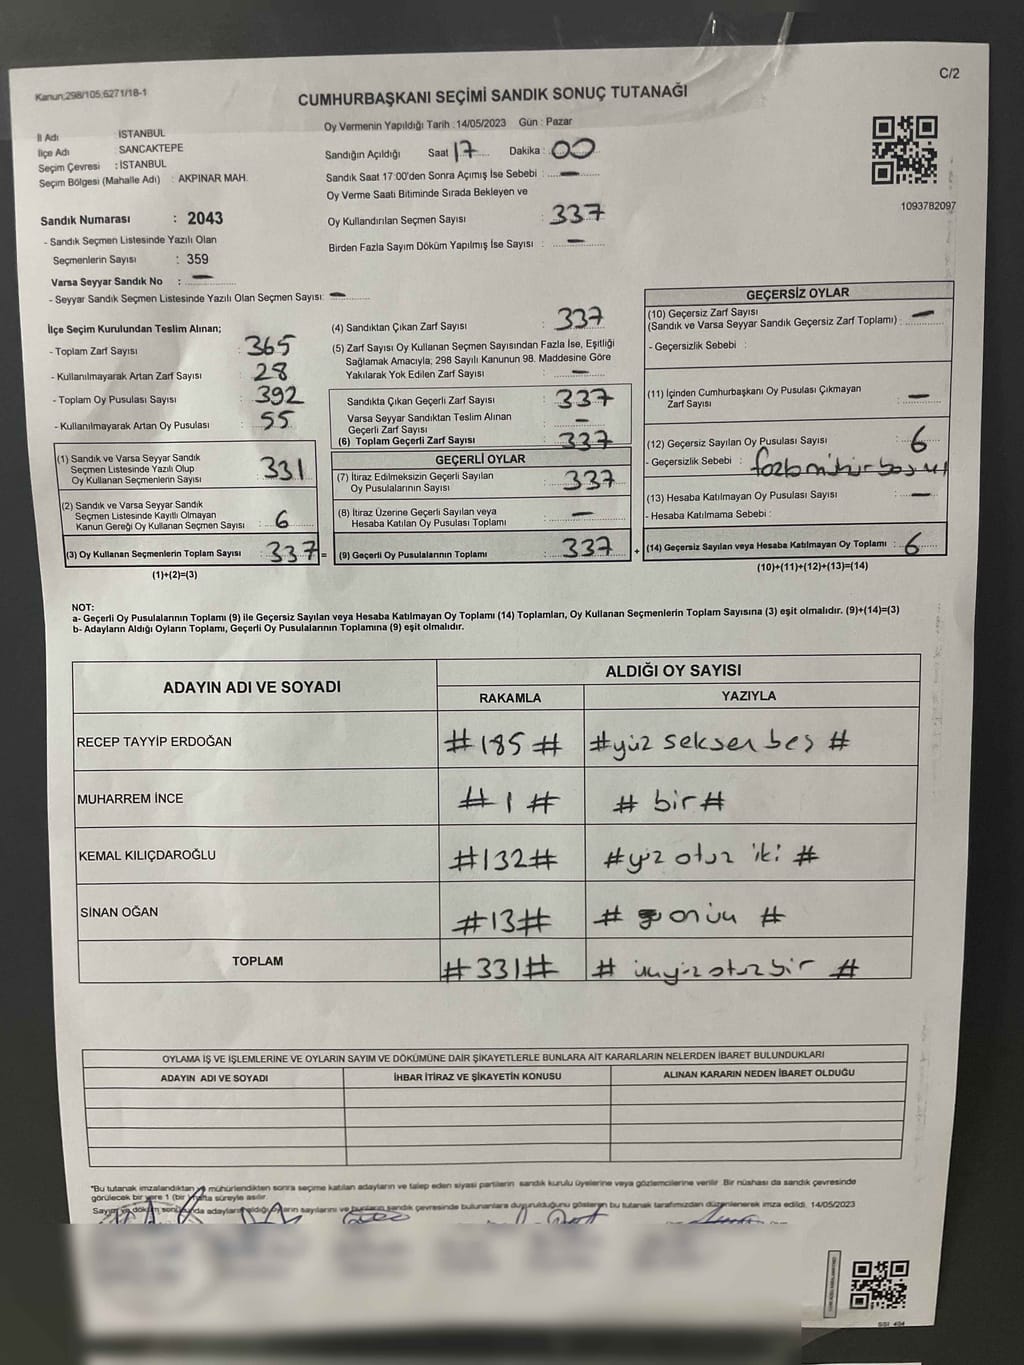 Kanun;298/105;6271/18-1
C/2
CUMHURBAŞKANI SEÇİMİ SANDIK SONUÇ TUTANAĞI
İl Adı : İSTANBUL
İlçe Adı SANCAKTEPE
Seçim Çevresi : İSTANBUL
Seçim Bölgesi (Mahalle Adı) : AKPINAR MAH.
Sandık Numarası : 2043
- Sandık Seçmen Listesinde Yazılı Olan
Seçmenlerin Sayısı : 359
Varsa Seyyar Sandık No : —
- Seyyar Sandık Seçmen Listesinde Yazılı Olan Seçmen Sayısı: —
Oy Vermenin Yapıldığı Tarih :14/05/2023 Gün : Pazar
Sandığın Açıldığı Saat 17 Dakika : 00
Sandık Saat 17:00'den Sonra Açımış İse Sebebi : —
Oy Verme Saati Bitiminde Sırada Bekleyen ve
Oy Kullandırılan Seçmen Sayısı : 337
Birden Fazla Sayım Döküm Yapılmış İse Sayısı : —
1093782097
İlçe Seçim Kurulundan Teslim Alınan;
- Toplam Zarf Sayısı : 365
- Kullanılmayarak Artan Zarf Sayısı : 28
- Toplam Oy Pusulası Sayısı : 392
- Kullanılmayarak Artan Oy Pusulası : 55
(1) Sandık ve Varsa Seyyar Sandık
Seçmen Listesinde Yazılı Olup
Oy Kullanan Seçmenlerin Sayısı : 331
(2) Sandık ve Varsa Seyyar Sandık
Seçmen Listesinde Kayıtlı Olmayan
Kanun Gereği Oy Kullanan Seçmen Sayısı : 6
(3) Oy Kullanan Seçmenlerin Toplam Sayısı : 337 =
(1)+(2)=(3)
(4) Sandıktan Çıkan Zarf Sayısı : 337
(5) Zarf Sayısı Oy Kullanan Seçmen Sayısından Fazla İse, Eşitliği
Sağlamak Amacıyla; 298 Sayılı Kanunun 98. Maddesine Göre
Yakılarak Yok Edilen Zarf Sayısı : —
Sandıkta Çıkan Geçerli Zarf Sayısı : 337
Varsa Seyyar Sandıktan Teslim Alınan
Geçerli Zarf Sayısı : —
(6) Toplam Geçerli Zarf Sayısı : 337
GEÇERLİ OYLAR
(7) İtiraz Edilmeksizin Geçerli Sayılan
Oy Pusulalarının Sayısı : 337
(8) İtiraz Üzerine Geçerli Sayılan veya
Hesaba Katılan Oy Pusulası Toplamı : —
(9) Geçerli Oy Pusulalarının Toplamı : 337 +
GEÇERSİZ OYLAR
(10) Geçersiz Zarf Sayısı
(Sandık ve Varsa Seyyar Sandık Geçersiz Zarf Toplamı) : —
- Geçersizlik Sebebi :
(11) İçinden Cumhurbaşkanı Oy Pusulası Çıkmayan
Zarf Sayısı : —
(12) Geçersiz Sayılan Oy Pusulası Sayısı : 6
- Geçersizlik Sebebi : fazla mühür
(13) Hesaba Katılmayan Oy Pusulası Sayısı : —
- Hesaba Katılmama Sebebi :
(14) Geçersiz Sayılan veya Hesaba Katılmayan Oy Toplamı : 6
(10)+(11)+(12)+(13)=(14)
NOT:
a- Geçerli Oy Pusulalarının Toplamı (9) ile Geçersiz Sayılan veya Hesaba Katılmayan Oy Toplamı (14) Toplamları, Oy Kullanan Seçmenlerin Toplam Sayısına (3) eşit olmalıdır. (9)+(14)=(3)
b- Adayların Aldığı Oyların Toplamı, Geçerli Oy Pusulalarının Toplamına (9) eşit olmalıdır.
ADAYIN ADI VE SOYADI
ALDIĞI OY SAYISI
RAKAMLA YAZIYLA
RECEP TAYYİP ERDOĞAN #185# #yüz seksen beş #
MUHARREM İNCE #1# # bir #
KEMAL KILIÇDAROĞLU #132# #yüz otuz iki #
SİNAN OĞAN #13# # on üç #
TOPLAM #331# # üçyüz otuz bir #
OYLAMA İŞ VE İŞLEMLERİNE VE OYLARIN SAYIM VE DÖKÜMÜNE DAİR ŞİKAYETLERLE BUNLARA AİT KARARLARIN NELERDEN İBARET BULUNDUKLARI
ADAYIN ADI VE SOYADI İHBAR İTİRAZ VE ŞİKAYETİN KONUSU ALINAN KARARIN NEDEN İBARET OLDUĞU
*Bu tutanak imzalandıktan ve mühürlendikten sonra seçime katılan adayların ve talep eden siyasi partilerin sandık kurulu üyelerine veya gözlemcilerine verilir. Bir nüshası da sandık çevresinde
görülecek bir yere 1 (bir) hafta süreyle asılır.
Sayım ve döküm sonucunda adayların aldığı oyların sayılarını ve bunların sandık çevresinde bulunanlara duyurulduğunu gösteren bu tutanak tarafımızdan düzenlenerek imza edildi. 14/05/2023